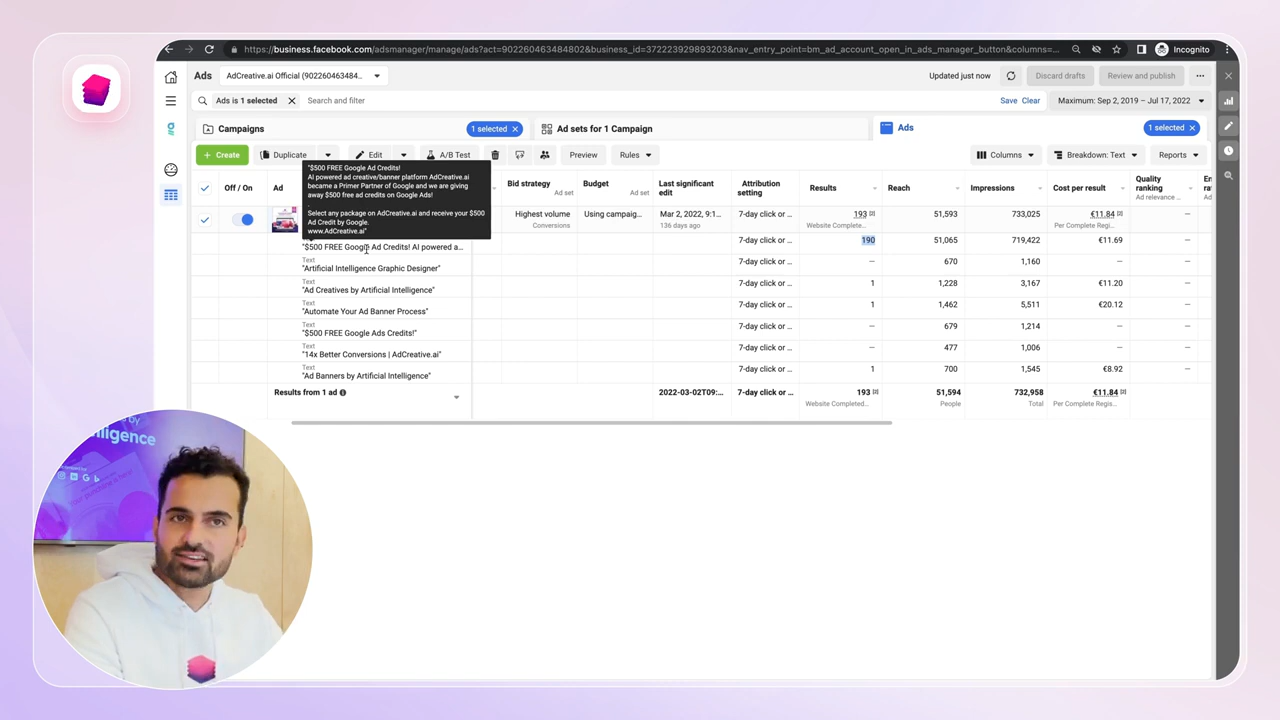 https://business.facebook.com/adsmanager/manage/ads?act=902260463484802&business_id=372223929893203&nav_entry_point=bm_ad_account_open_in_ads_manager_button&columns=...
Incognito
Ads
AdCreative.ai Official (902260463484...
Updated just now
Discard drafts
Review and publish
Ads is 1 selected
Search and filter
Save Clear
Maximum: Sep 2, 2019 – Jul 17, 2022
Campaigns
1 selected
Ad sets for 1 Campaign
Ads
1 selected
+ Create
Duplicate
Edit
A/B Test
Preview
Rules
Columns
Breakdown: Text
Reports
"$500 FREE Google Ad Credits!
AI powered ad creative/banner platform AdCreative.ai
became a Primer Partner of Google and we are giving
away $500 free ad credits on Google Ads!
.
Select any package on AdCreative.ai and receive your $500
Ad Credit by Google.
www.AdCreative.ai"
Off / On
Ad
Bid strategy
Ad set
Budget
Ad set
Last significant
edit
Attribution
setting
Results
Reach
Impressions
Cost per result
Quality
ranking
Ad relevance ...
Highest volume
Conversions
Using campaig...
Mar 2, 2022, 9:1...
136 days ago
7-day click or ...
193 [2]
Website Complete...
51,593
733,025
€11.84 [2]
Per Complete Regi...
—
"$500 FREE Google Ad Credits! AI powered a...
7-day click or ...
190
51,065
719,422
€11.69
—
Text
"Artificial Intelligence Graphic Designer"
7-day click or ...
—
670
1,160
—
—
Text
"Ad Creatives by Artificial Intelligence"
7-day click or ...
1
1,228
3,167
€11.20
—
Text
"Automate Your Ad Banner Process"
7-day click or ...
1
1,462
5,511
€20.12
—
Text
"$500 FREE Google Ads Credits!"
7-day click or ...
—
679
1,214
—
—
Text
"14x Better Conversions | AdCreative.ai"
7-day click or ...
—
477
1,006
—
—
Text
"Ad Banners by Artificial Intelligence"
7-day click or ...
1
700
1,545
€8.92
—
Results from 1 ad
2022-03-02T09:...
7-day click or ...
193 [2]
Website Completed...
51,594
People
732,958
Total
€11.84 [2]
Per Complete Regis...